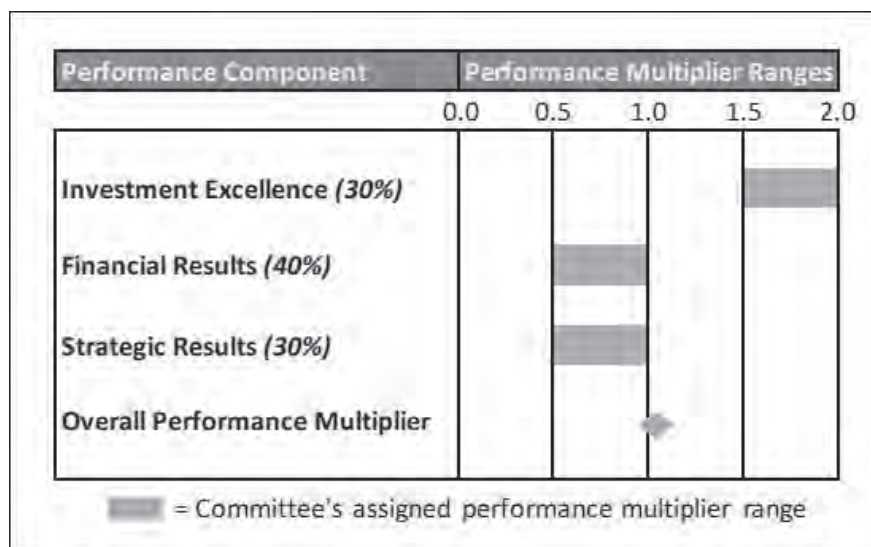 Performance Component Performance Multiplier Ranges
0.0 0.5 1.0 1.5 2.0
Investment Excellence (30%)
Financial Results (40%)
Strategic Results (30%)
Overall Performance Multiplier
= Committee's assigned performance multiplier range